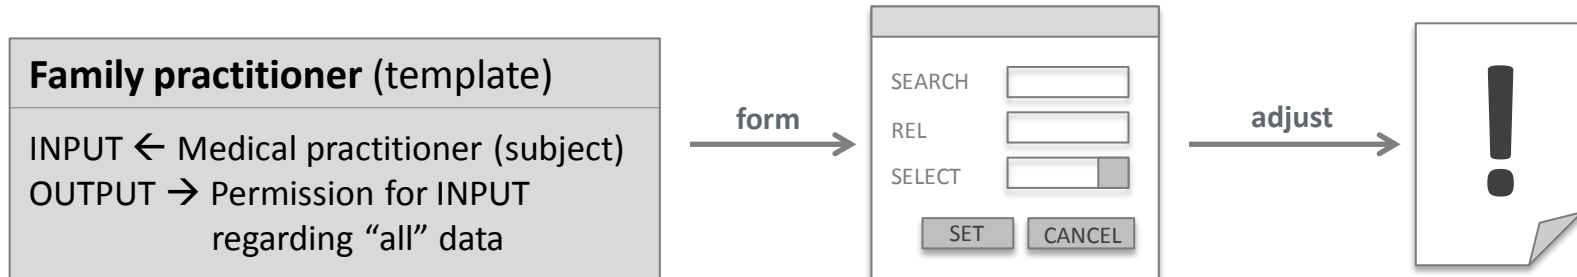 Family practitioner (template)
INPUT ← Medical practitioner (subject)
OUTPUT → Permission for INPUT
regarding “all” data
form
SEARCH
REL
SELECT
SET CANCEL
adjust
!